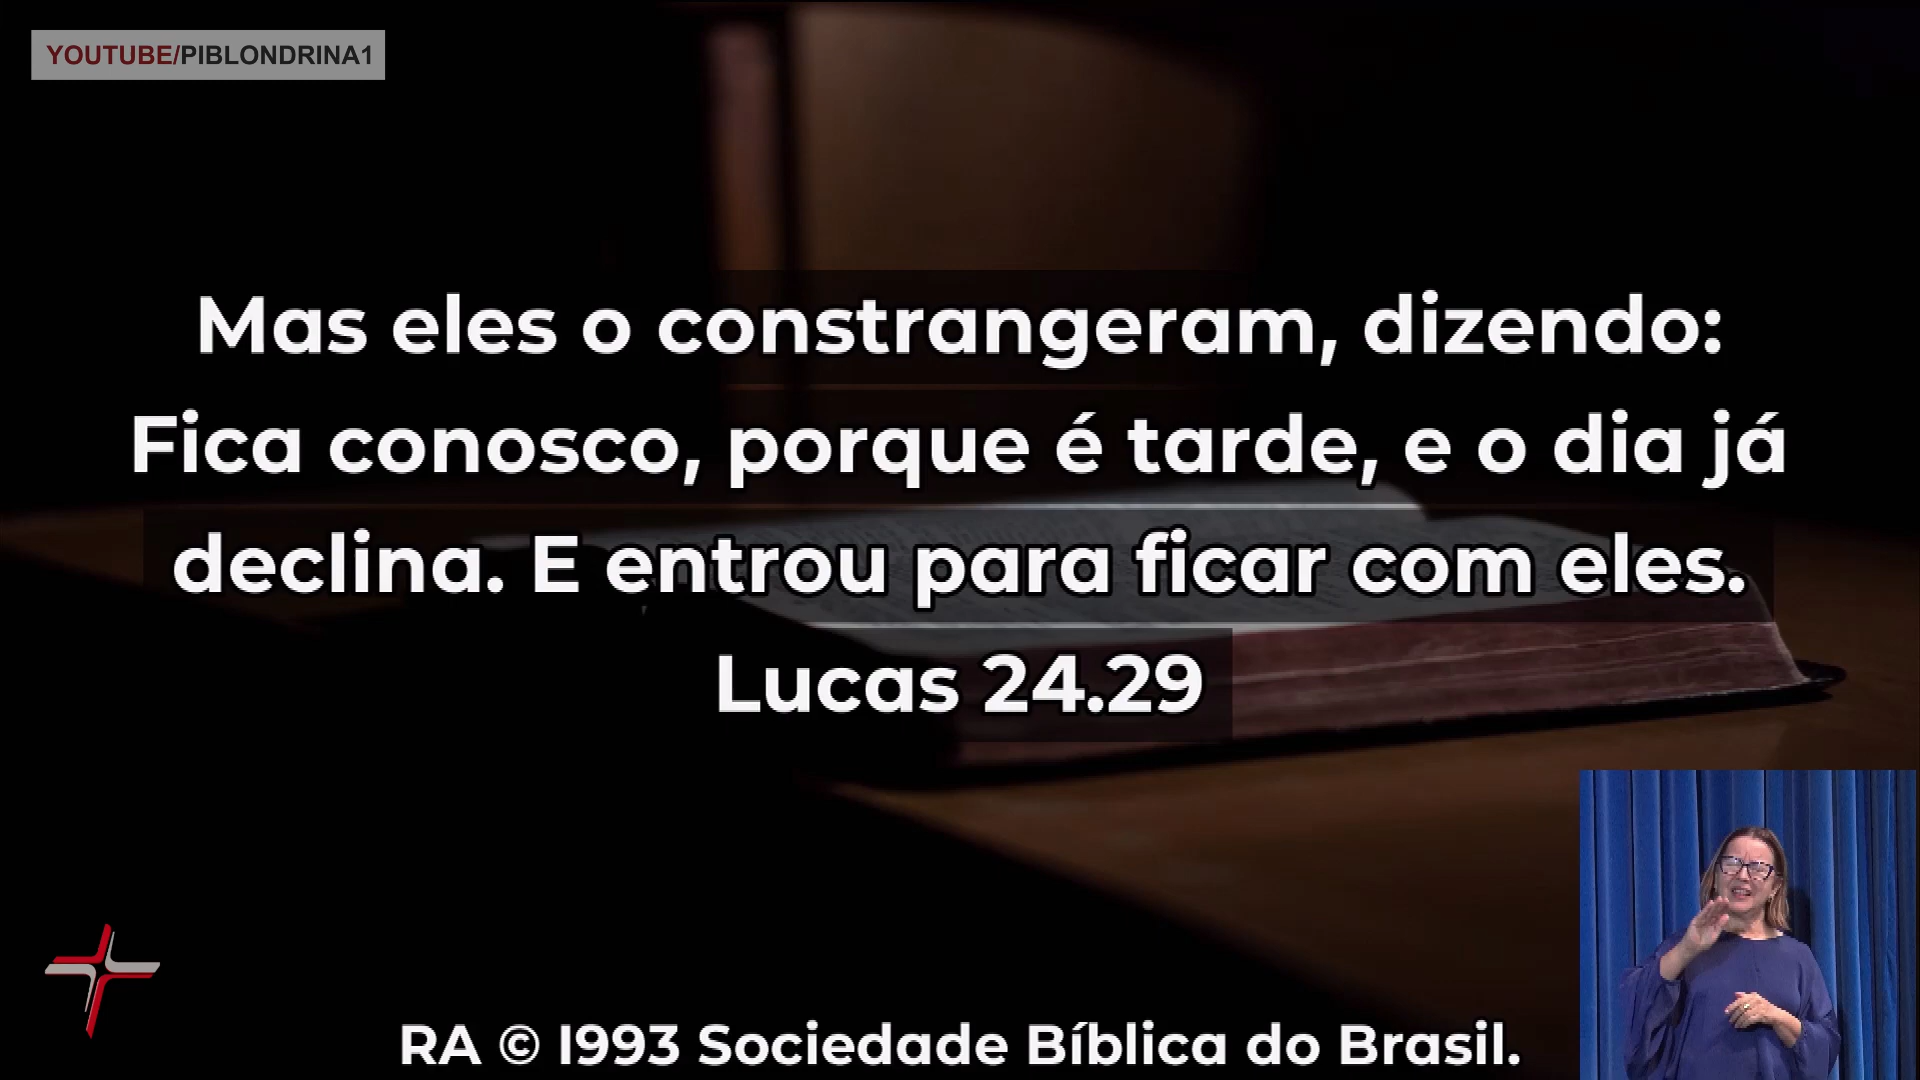 YOUTUBE/PIBLONDRINA1
Mas eles o constrangeram, dizendo:
Fica conosco, porque é tarde, e o dia já
declina. E entrou para ficar com eles.
Lucas 24.29
RA © I993 Sociedade Bíblica do Brasil.